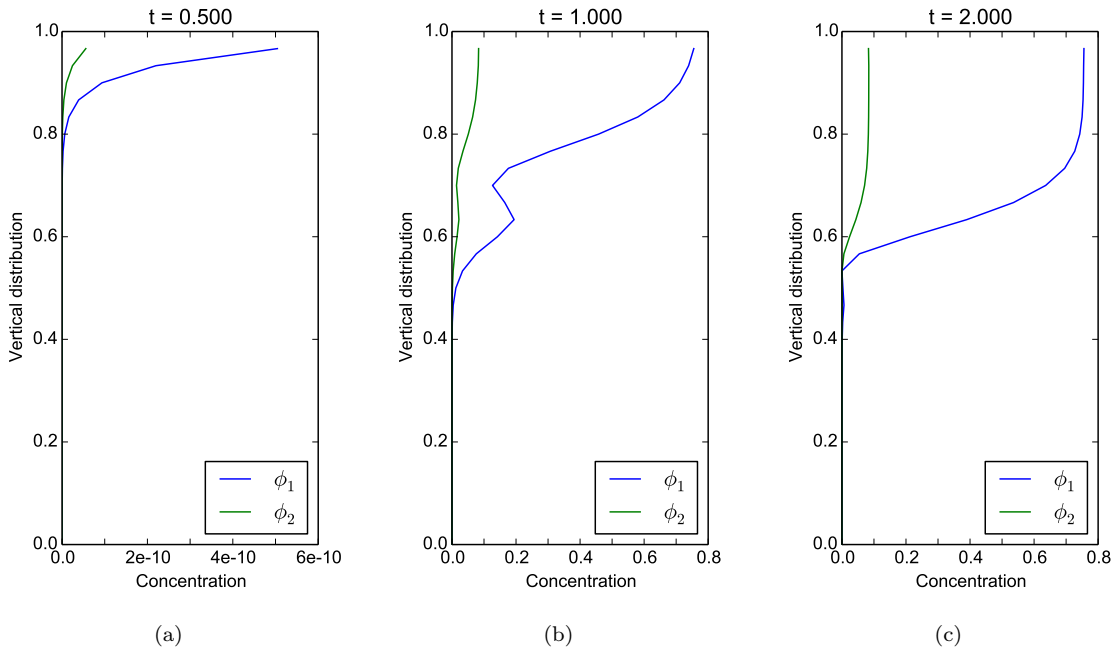 t = 0.500
1.0
0.8
0.6
0.4
0.2
0.0
Vertical distribution
0.0 2e-10 4e-10 6e-10
Concentration
ϕ1
ϕ2
(a)
t = 1.000
1.0
0.8
0.6
0.4
0.2
0.0
Vertical distribution
0.0 0.2 0.4 0.6 0.8
Concentration
ϕ1
ϕ2
(b)
t = 2.000
1.0
0.8
0.6
0.4
0.2
0.0
Vertical distribution
0.0 0.2 0.4 0.6 0.8
Concentration
ϕ1
ϕ2
(c)